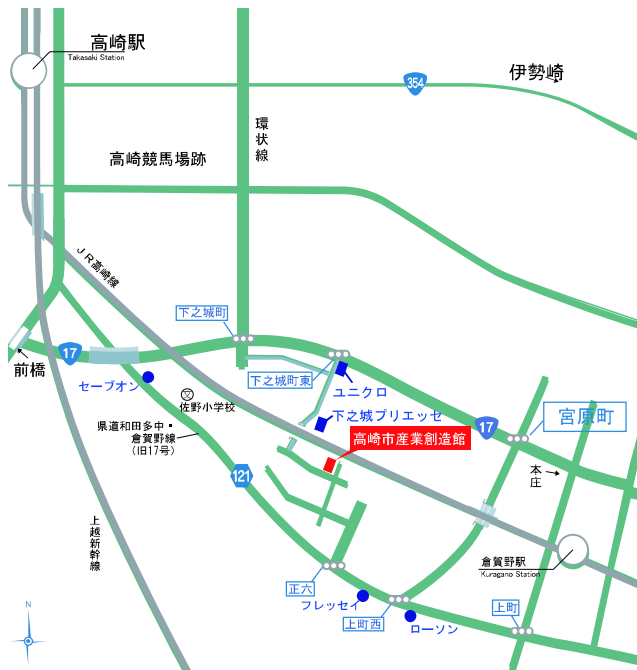 高崎駅
Takasaki Station
伊勢崎
354
環状線
高崎競馬場跡
JR高崎線
下之城町
17
前橋
下之城町東
セーブオン
ユニクロ
文
佐野小学校
下之城プリエッセ
宮原町
県道和田多中・
倉賀野線
(旧17号)
高崎市産業創造館
17
本庄
121
上越新幹線
倉賀野駅
Kuragano Station
正六
フレッセイ
上町西
ローソン
上町
N